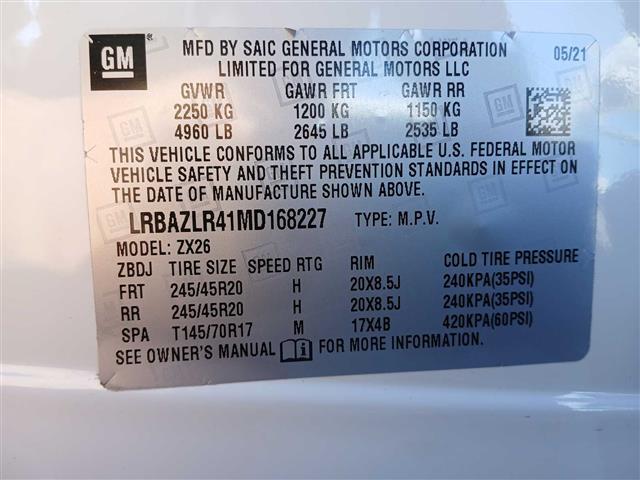 GM MFD BY SAIC GENERAL MOTORS CORPORATION 05/21
LIMITED FOR GENERAL MOTORS LLC
GVWR GAWR FRT GAWR RR
2250 KG 1200 KG 1150 KG
4960 LB 2645 LB 2535 LB
THIS VEHICLE CONFORMS TO ALL APPLICABLE U.S. FEDERAL MOTOR
VEHICLE SAFETY AND THEFT PREVENTION STANDARDS IN EFFECT ON
THE DATE OF MANUFACTURE SHOWN ABOVE.
LRBAZLR41MD168227 TYPE: M.P.V.
MODEL: ZX26
ZBDJ TIRE SIZE SPEED RTG RIM COLD TIRE PRESSURE
FRT 245/45R20 H 20X8.5J 240KPA(35PSI)
RR 245/45R20 H 20X8.5J 240KPA(35PSI)
SPA T145/70R17 M 17X4B 420KPA(60PSI)
SEE OWNER'S MANUAL FOR MORE INFORMATION